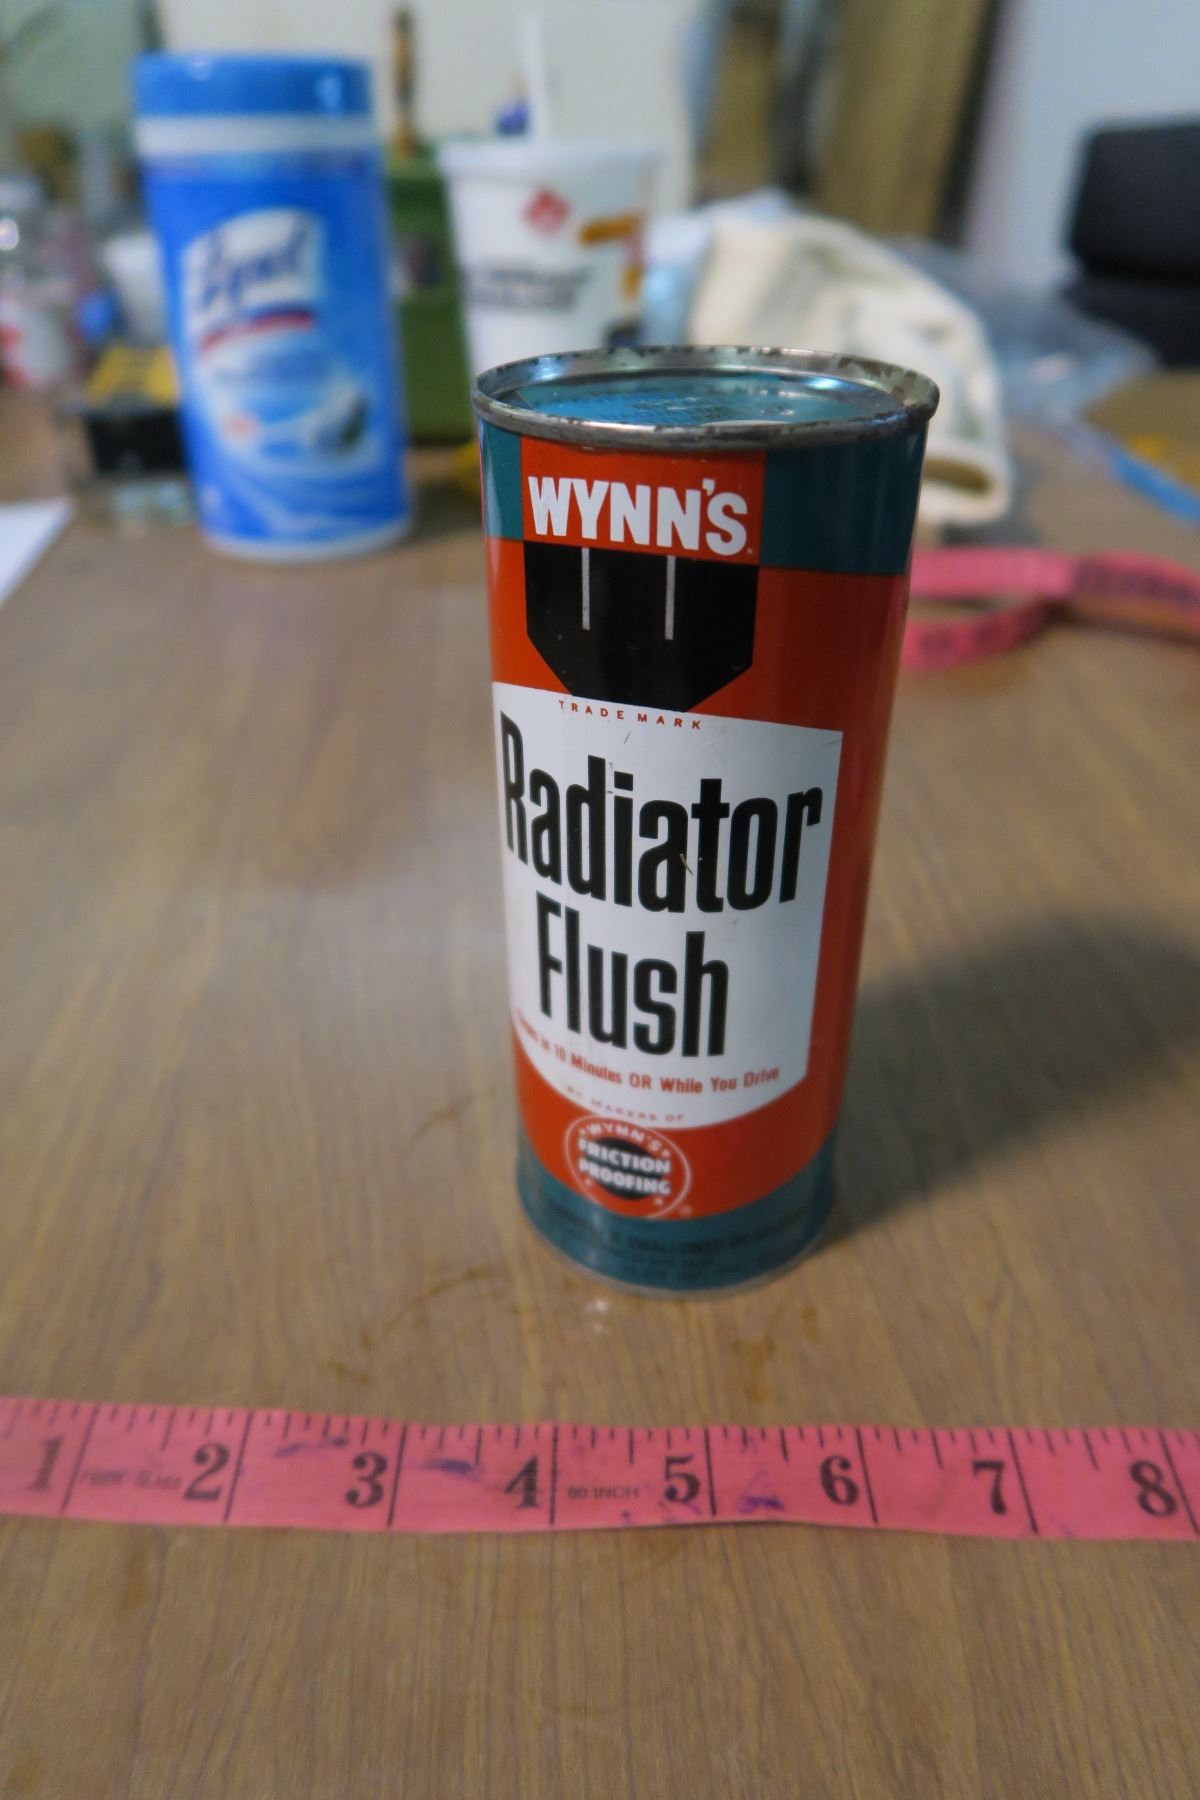 Lysol
WYNN'S
TRADE MARK
Radiator
Flush
in 10 Minutes OR While You Drive
BY MAKERS OF
WYNN'S
FRICTION
PROOFING
1 2 3 4 60 INCH 5 6 7 8